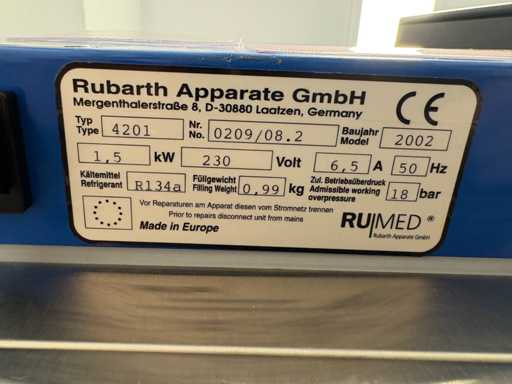 Rubarth Apparate GmbH
Mergenthalerstraße 8, D-30880 Laatzen, Germany
CE
Typ Type 4201 Nr. No. 0209/08.2 Baujahr Model 2002
1,5 kW 230 Volt 6,5 A 50 Hz
Kältemittel Refrigerant R134a Füllgewicht Filling Weight 0.99 kg Zul. Betriebsüberdruck Admissible working overpressure 18 bar
Vor Reparaturen am Apparat diesen vom Stromnetz trennen
Prior to repairs disconnect unit from mains
Made in Europe
RUMED®
Rubarth Apparate GmbH